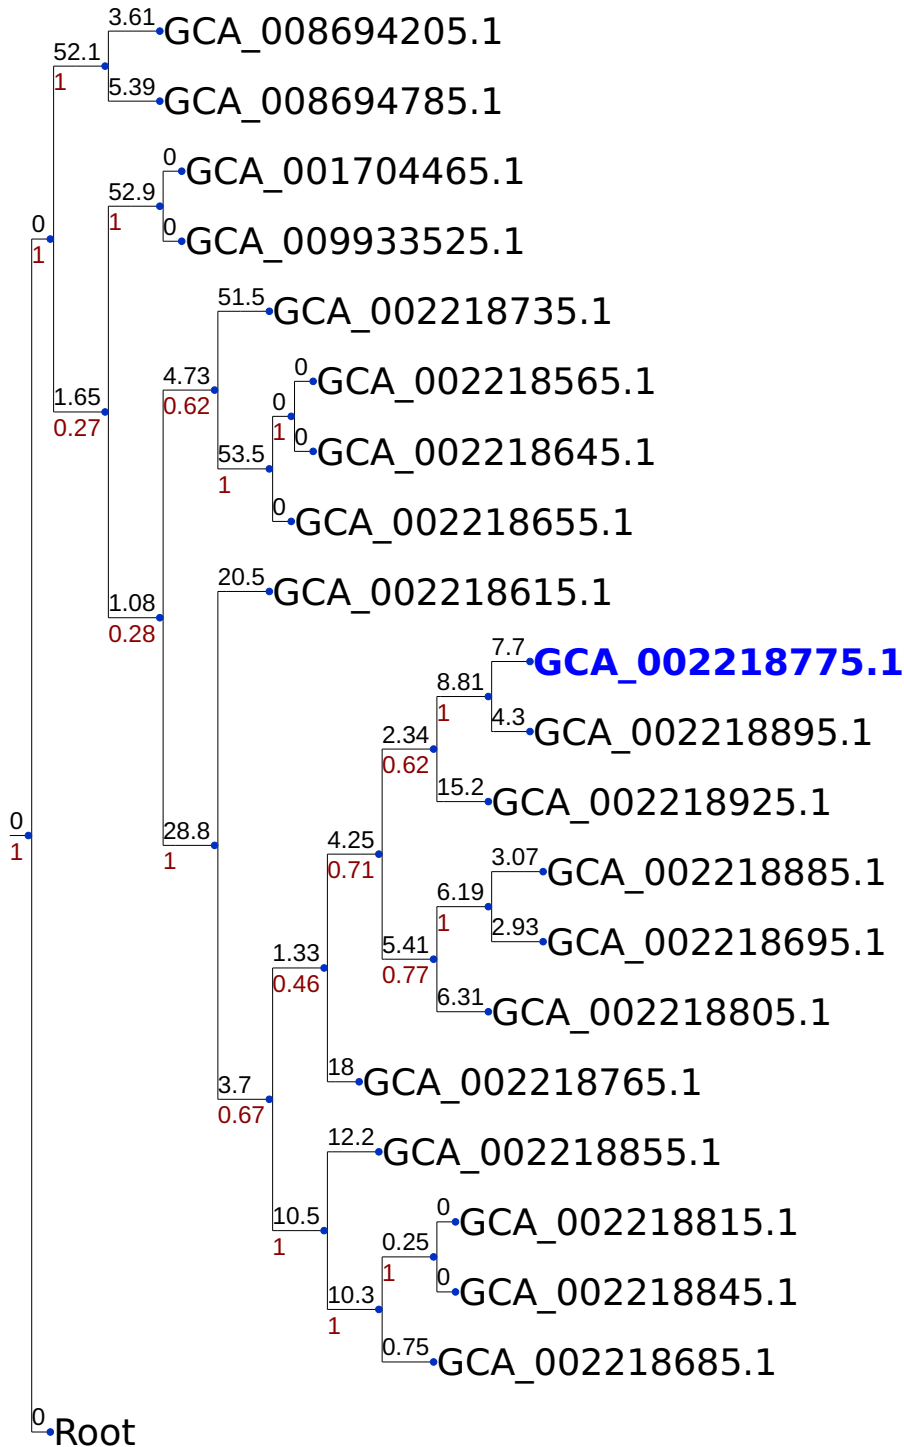 3.61
GCA_008694205.1
52.1
1
5.39
GCA_008694785.1
0
GCA_001704465.1
52.9
1
0
GCA_009933525.1
0
1
51.5
GCA_002218735.1
4.73
0.62
0
GCA_002218565.1
0
1
0
GCA_002218645.1
1.65
0.27
53.5
1
0
GCA_002218655.1
20.5
GCA_002218615.1
1.08
0.28
7.7
GCA_002218775.1
8.81
1
4.3
GCA_002218895.1
2.34
0.62
15.2
GCA_002218925.1
0
1
28.8
1
4.25
0.71
3.07
GCA_002218885.1
6.19
1
2.93
GCA_002218695.1
1.33
0.46
5.41
0.77
6.31
GCA_002218805.1
18
GCA_002218765.1
3.7
0.67
12.2
GCA_002218855.1
10.5
1
0
GCA_002218815.1
0.25
1
0
GCA_002218845.1
10.3
1
0.75
GCA_002218685.1
0
Root